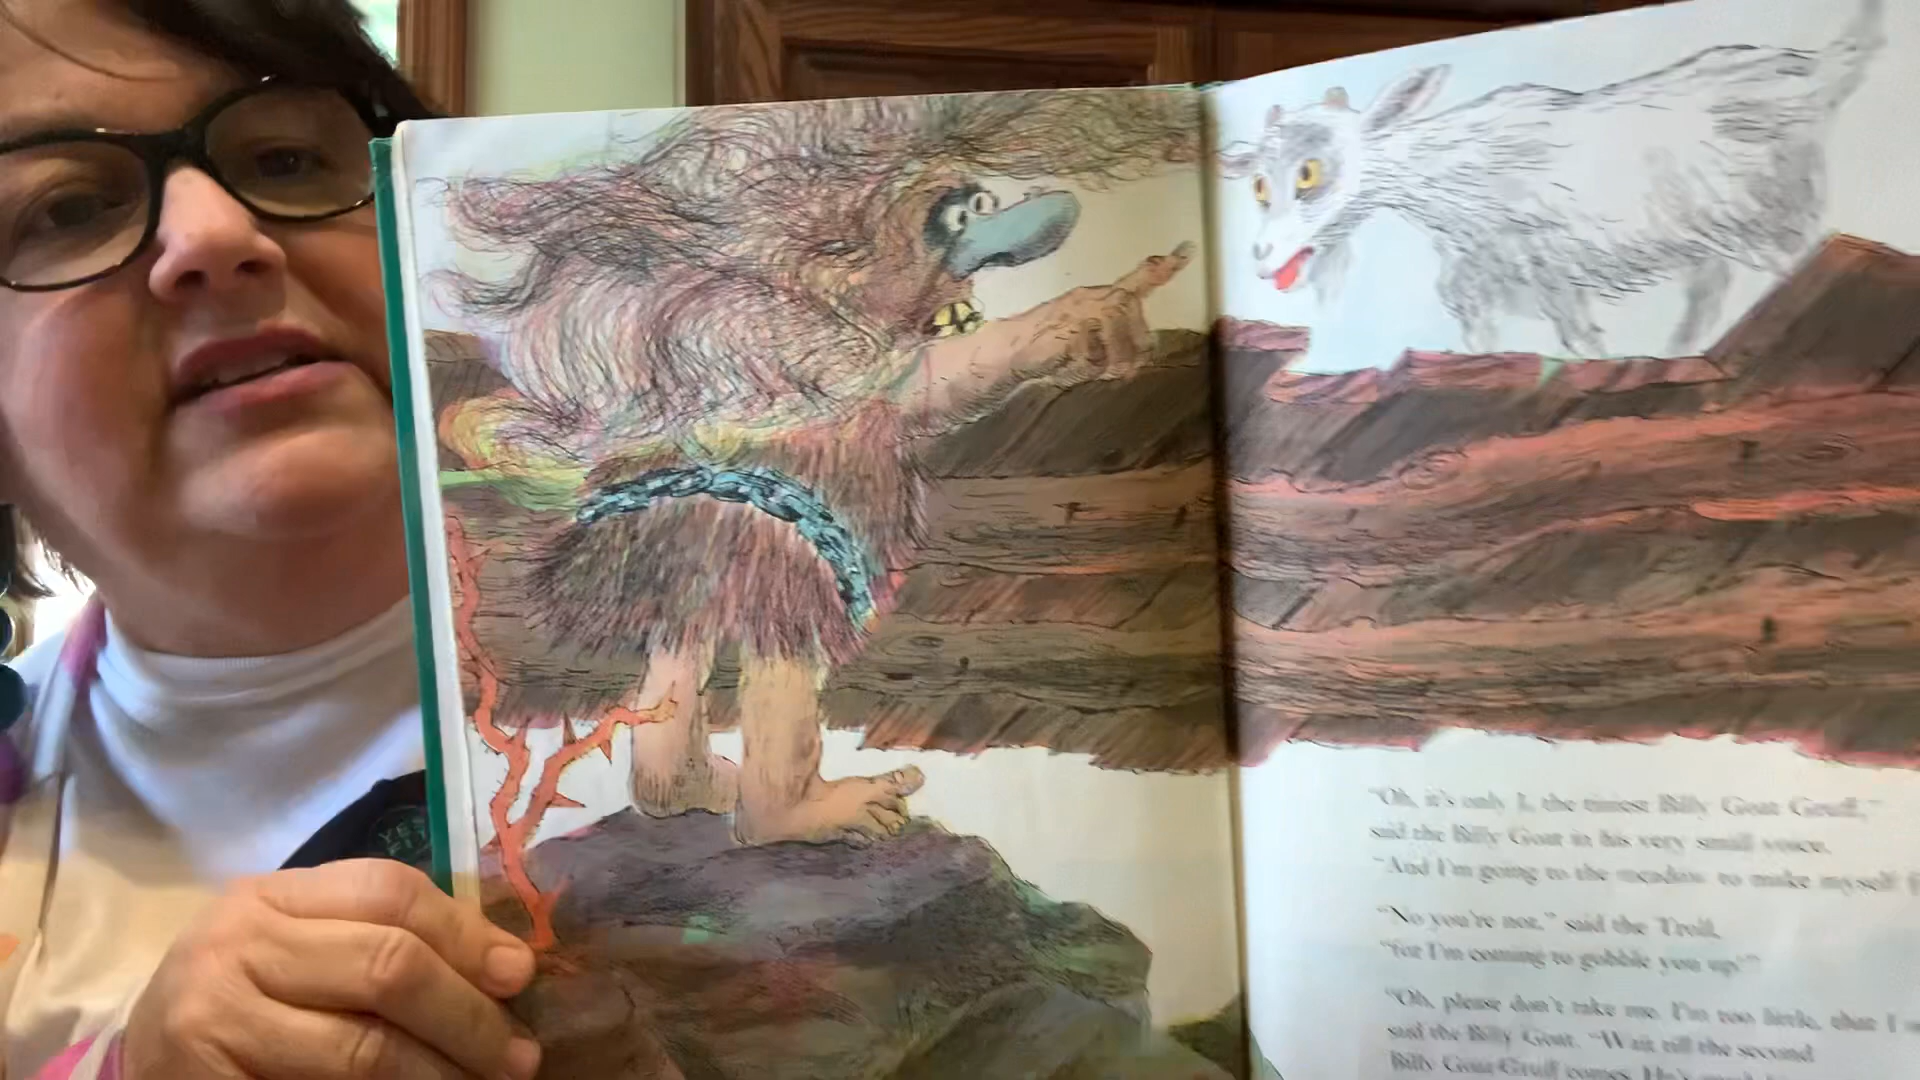 "Oh, it's only I, the tiniest Billy Goat Gruff,"
said the Billy Goat in his very small voice.
"And I'm going to the meadow to make myself
"No you're not," said the Troll,
"for I'm coming to gobble you up!"
"Oh, please don't take me. I'm too little, that I
said the Billy Goat. "Wait till the second
Billy Goat Gruff comes. He's much
YES